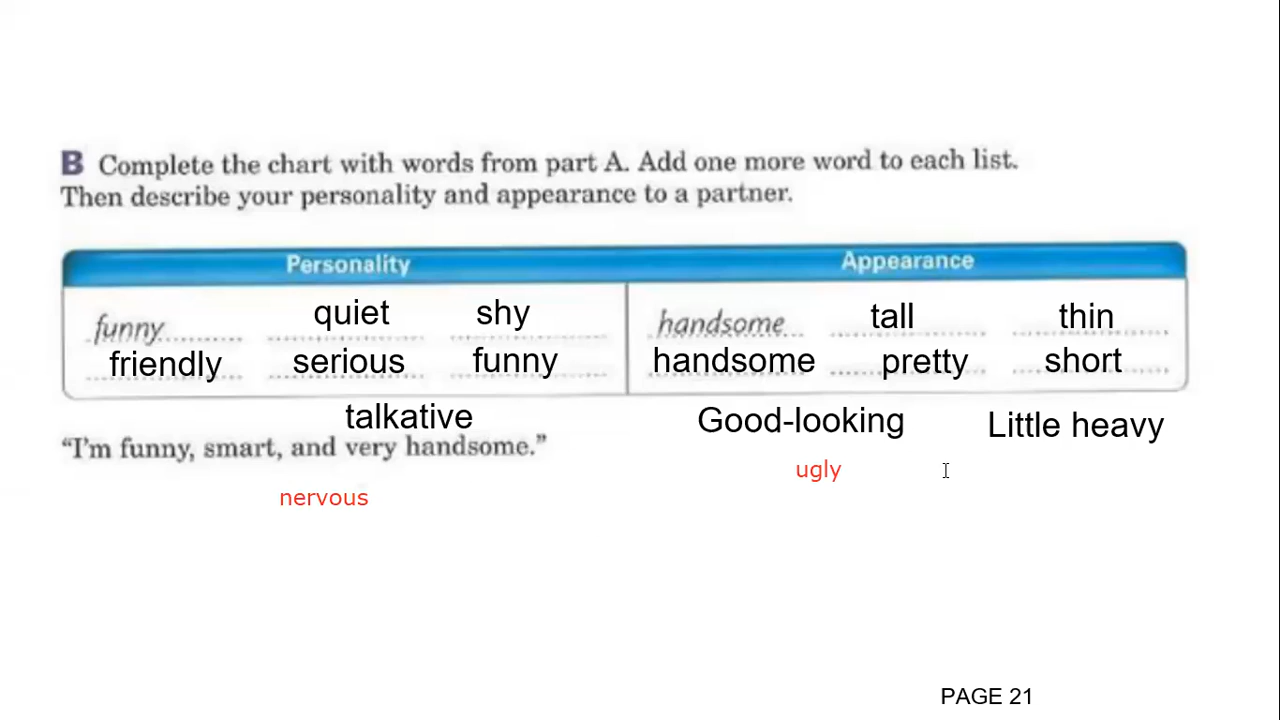 B Complete the chart with words from part A. Add one more word to each list.
Then describe your personality and appearance to a partner.
Personality Appearance
funny quiet shy handsome tall thin
friendly serious funny handsome pretty short
talkative Good-looking Little heavy
"I'm funny, smart, and very handsome."
ugly
nervous
PAGE 21